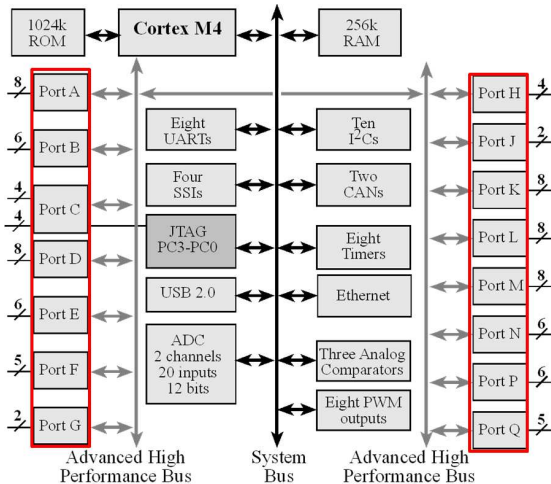 1024k
ROM
Cortex M4
256k
RAM
8
Port A
6
Port B
4
Port C
4
8
Port D
6
Port E
5
Port F
2
Port G
Eight
UARTs
Four
SSIs
JTAG
PC3-PC0
USB 2.0
ADC
2 channels
20 inputs
12 bits
Ten
I²Cs
Two
CANs
Eight
Timers
Ethernet
Three Analog
Comparators
Eight PWM
outputs
Port H
4
Port J
2
Port K
8
Port L
8
Port M
8
Port N
6
Port P
6
Port Q
5
Advanced High
Performance Bus
System
Bus
Advanced High
Performance Bus